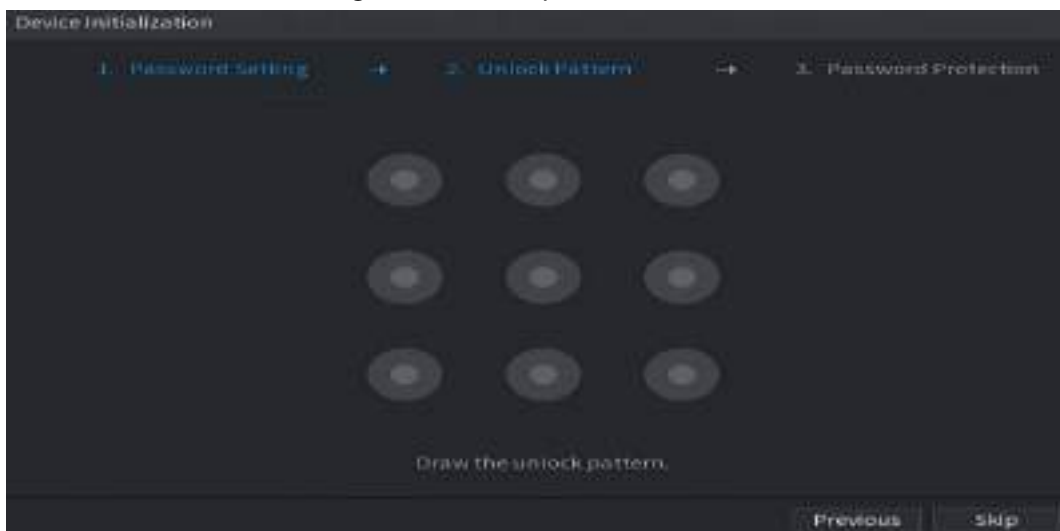 Device Initialization
1. Password Setting → 2. Unlock Pattern → 3. Password Protection
Draw the unlock pattern.
Previous Skip